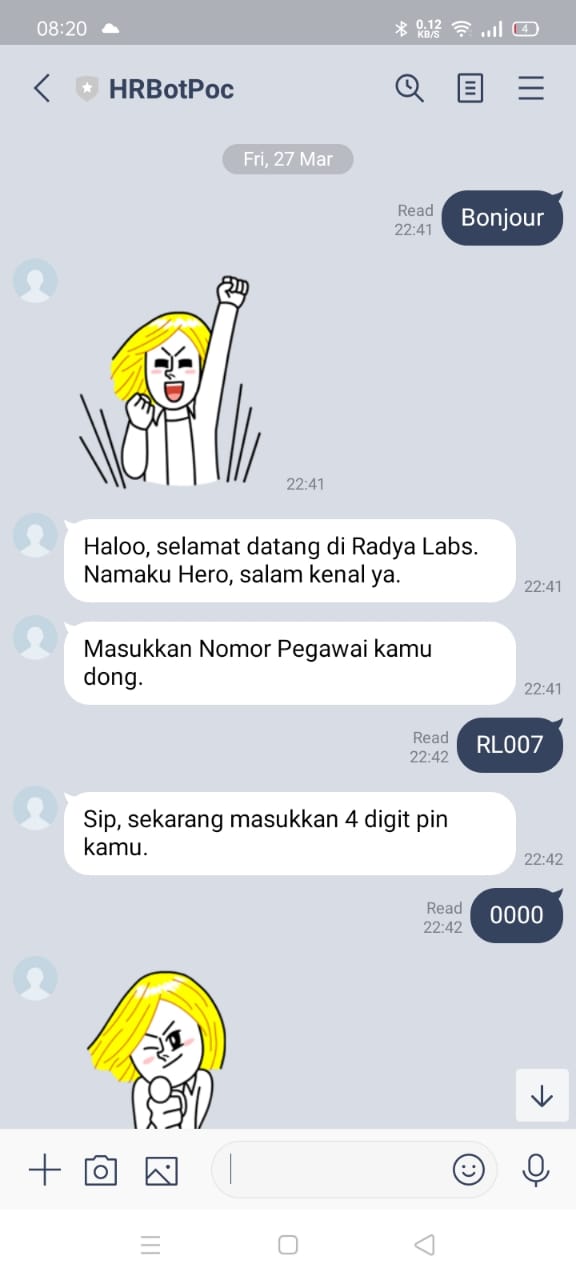 08:20
0.12
KB/S
4
HRBotPoc
Fri, 27 Mar
Read
22:41
Bonjour
22:41
Haloo, selamat datang di Radya Labs.
Namaku Hero, salam kenal ya.
22:41
Masukkan Nomor Pegawai kamu
dong.
22:41
Read
22:42
RL007
Sip, sekarang masukkan 4 digit pin
kamu.
22:42
Read
22:42
0000